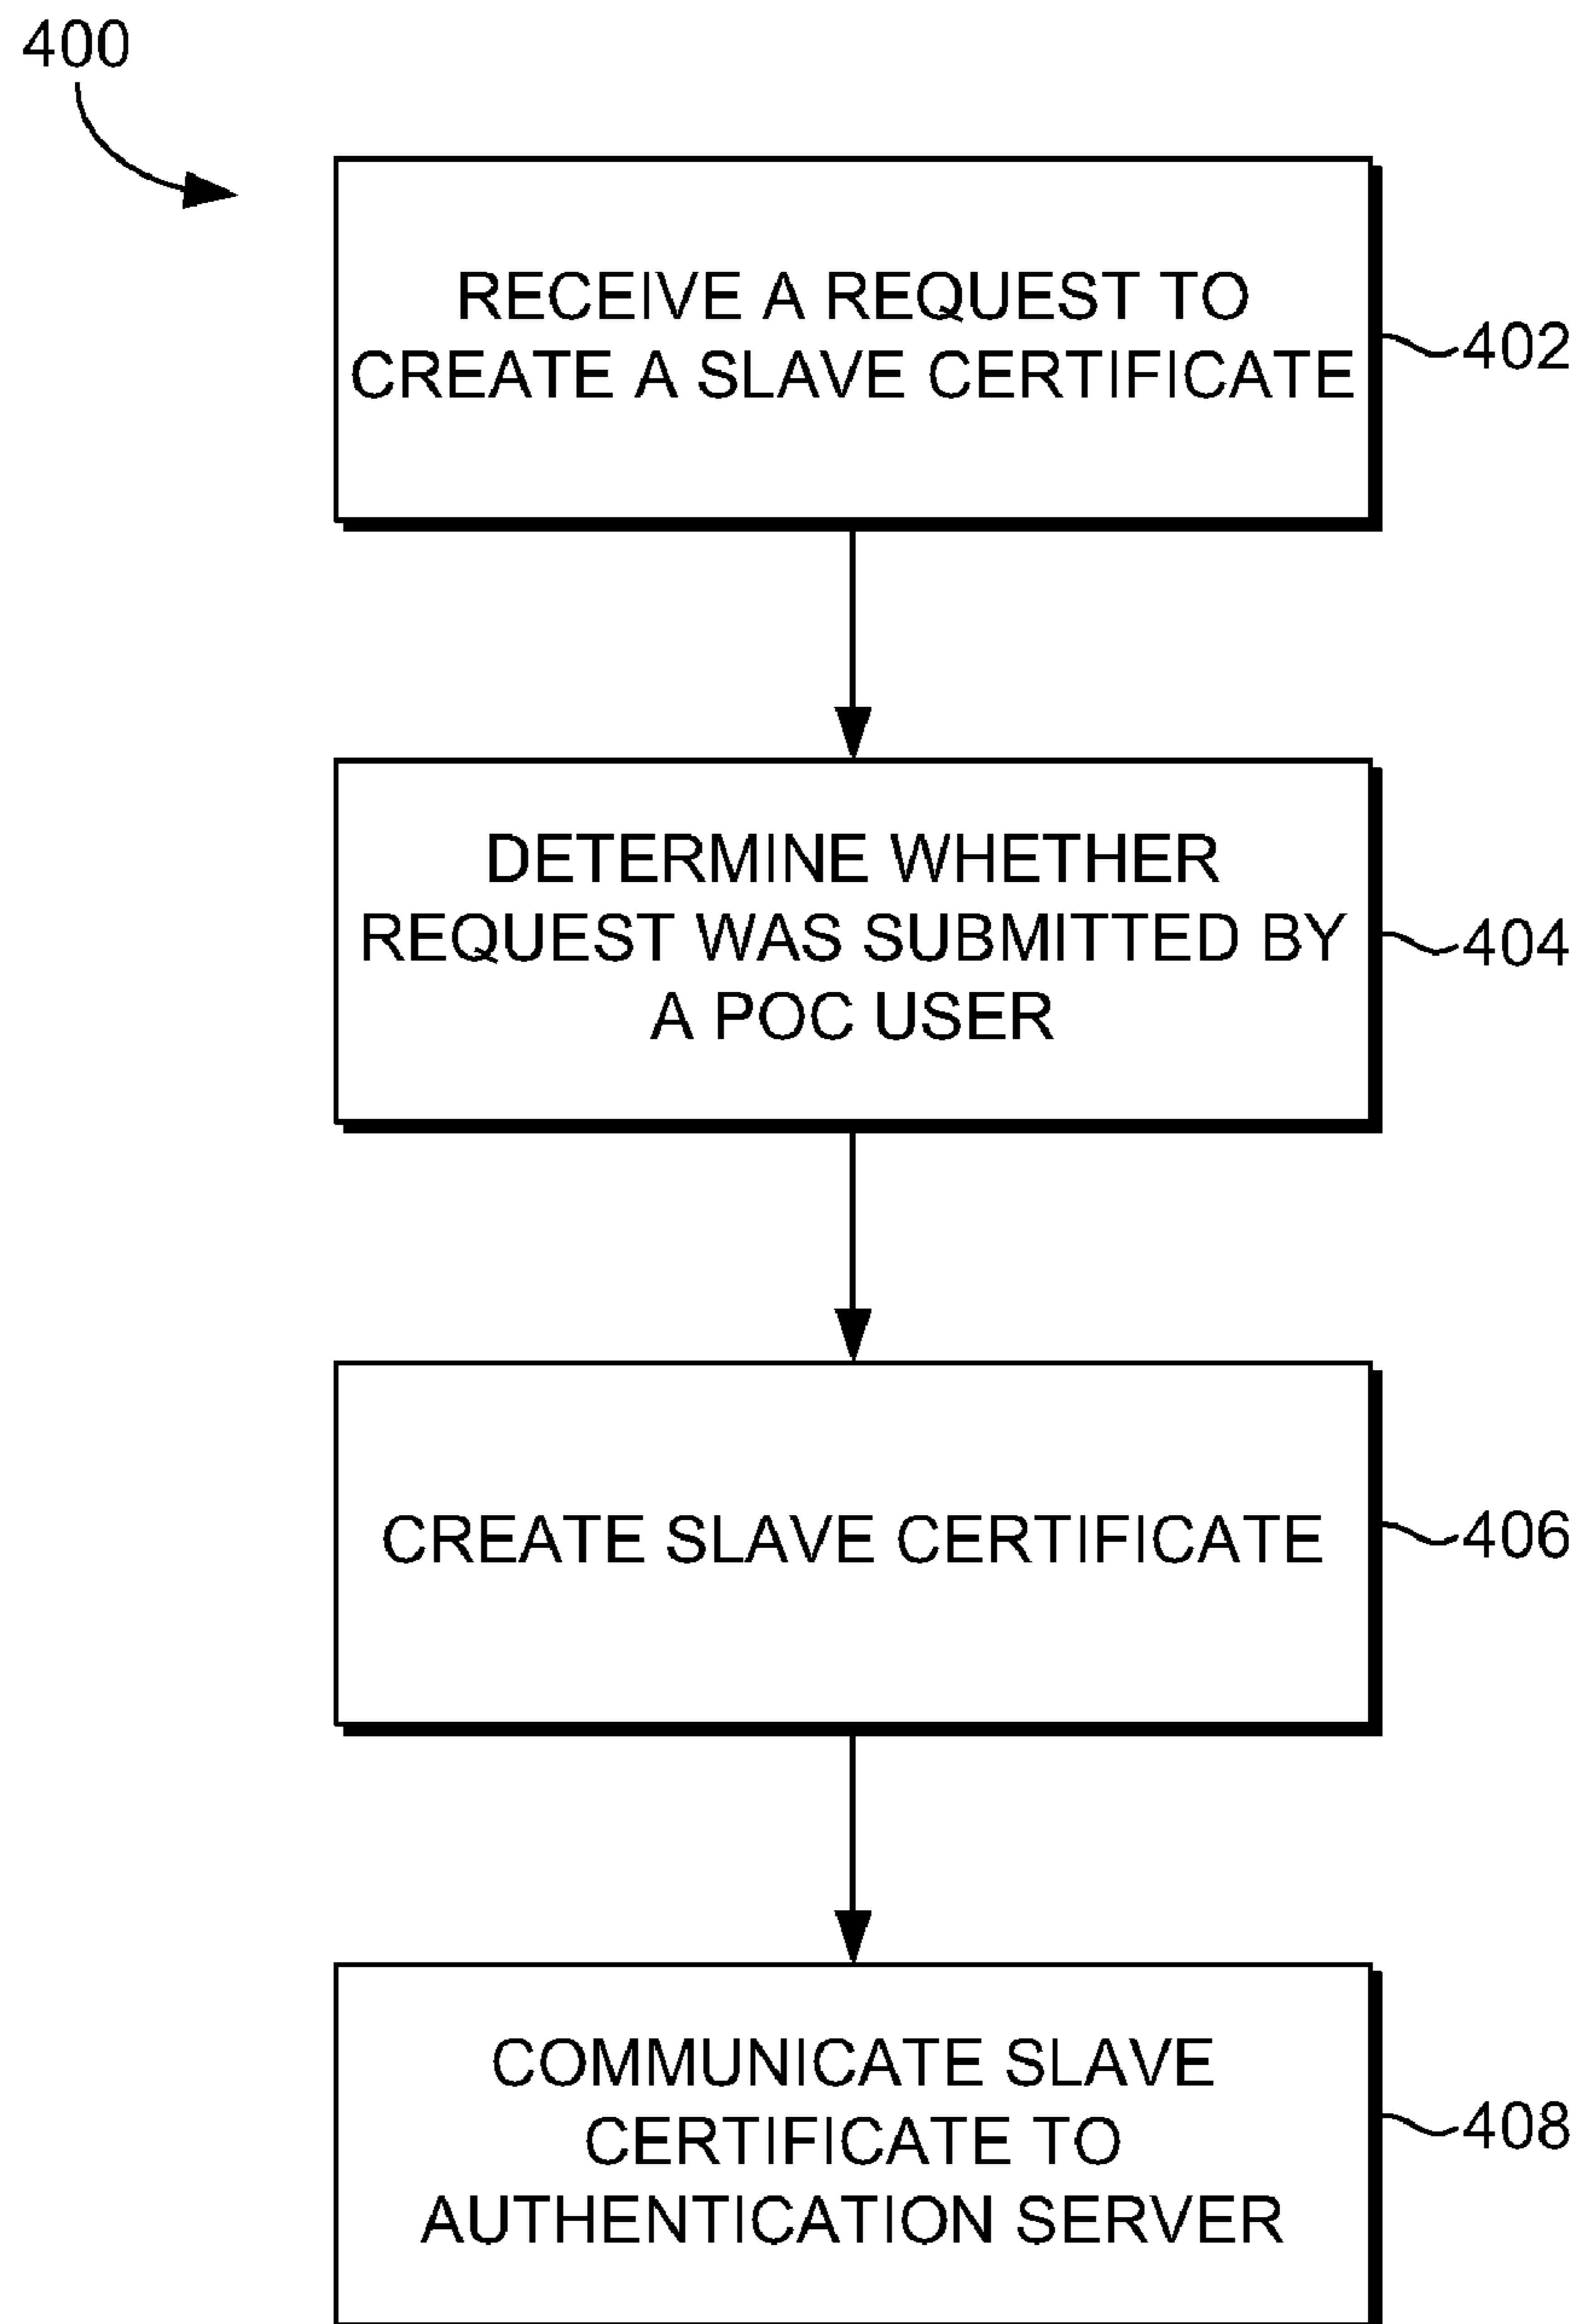 400
RECEIVE A REQUEST TO
CREATE A SLAVE CERTIFICATE
402
DETERMINE WHETHER
REQUEST WAS SUBMITTED BY
A POC USER
404
CREATE SLAVE CERTIFICATE
406
COMMUNICATE SLAVE
CERTIFICATE TO
AUTHENTICATION SERVER
408